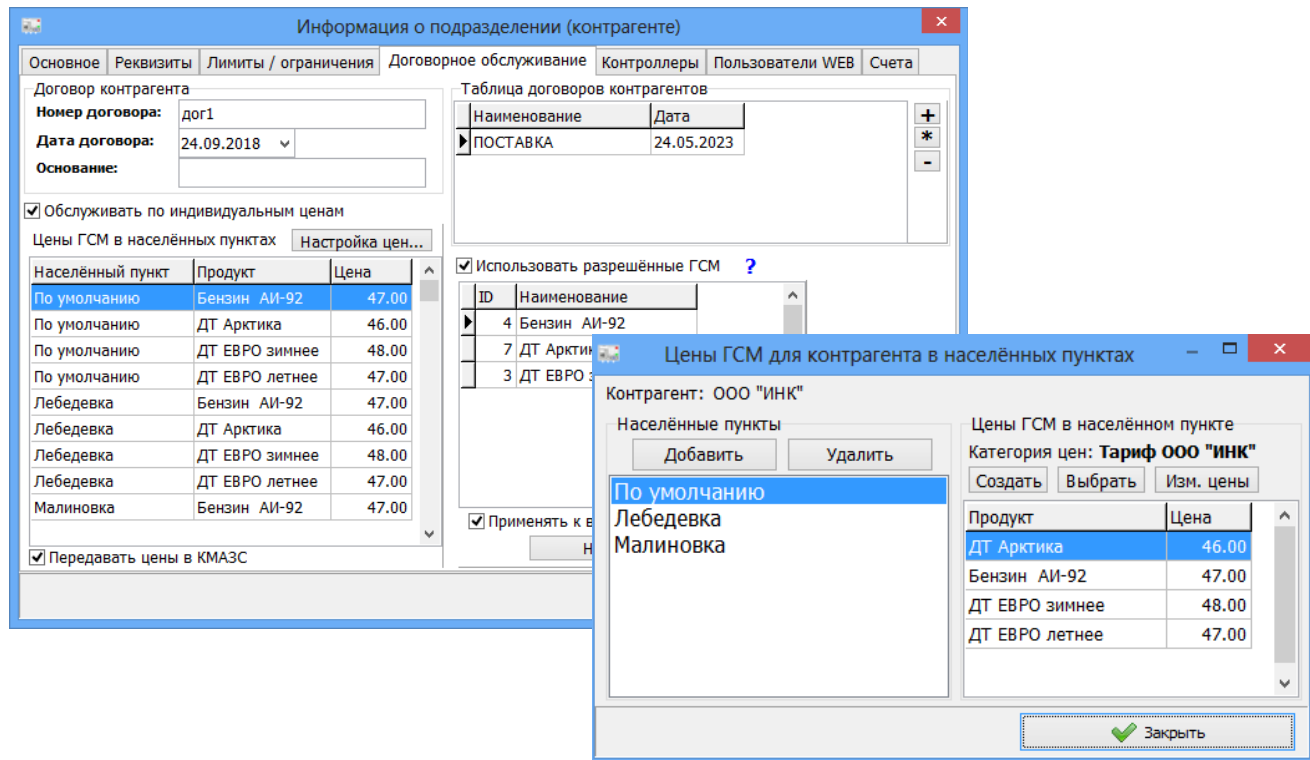 Информация о подразделении (контрагенте)
Основное Реквизиты Лимиты / ограничения Договорное обслуживание Контроллеры Пользователи WEB Счета
Договор контрагента
Номер договора: дог1
Дата договора: 24.09.2018
Основание:
Обслуживать по индивидуальным ценам
Цены ГСМ в населённых пунктах Настройка цен...
Населённый пункт Продукт Цена
По умолчанию Бензин АИ-92 47.00
По умолчанию ДТ Арктика 46.00
По умолчанию ДТ ЕВРО зимнее 48.00
По умолчанию ДТ ЕВРО летнее 47.00
Лебедевка Бензин АИ-92 47.00
Лебедевка ДТ Арктика 46.00
Лебедевка ДТ ЕВРО зимнее 48.00
Лебедевка ДТ ЕВРО летнее 47.00
Малиновка Бензин АИ-92 47.00
Передавать цены в КМАЗС
Таблица договоров контрагентов
Наименование Дата
ПОСТАВКА 24.05.2023
+
*
-
Использовать разрешённые ГСМ ?
ID Наименование
4 Бензин АИ-92
7 ДТ Арктик
3 ДТ ЕВРО
Применять к в
Н
Цены ГСМ для контрагента в населённых пунктах
Контрагент: ООО "ИНК"
Населённые пункты
Добавить Удалить
По умолчанию
Лебедевка
Малиновка
Цены ГСМ в населённом пункте
Категория цен: Тариф ООО "ИНК"
Создать Выбрать Изм. цены
Продукт Цена
ДТ Арктика 46.00
Бензин АИ-92 47.00
ДТ ЕВРО зимнее 48.00
ДТ ЕВРО летнее 47.00
Закрыть